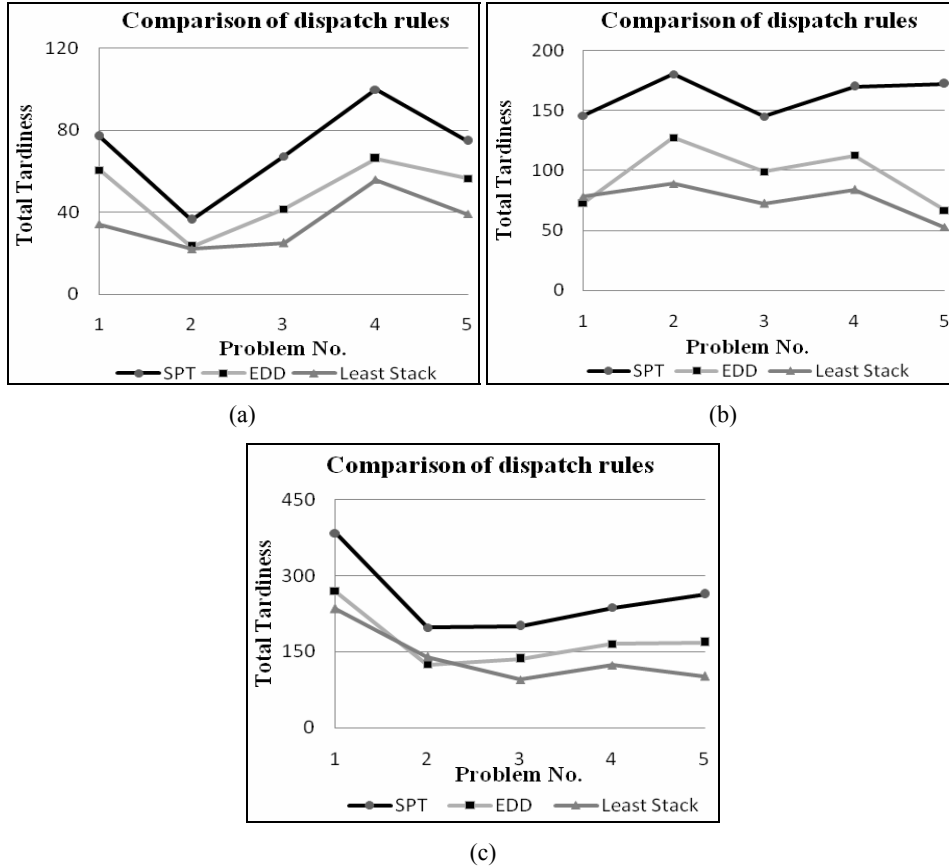 Comparison of dispatch rules
120
80
40
0
Total Tardiness
1 2 3 4 5
Problem No.
SPT EDD Least Stack
(a)
Comparison of dispatch rules
200
150
100
50
0
Total Tardiness
1 2 3 4 5
Problem No.
SPT EDD Least Stack
(b)
Comparison of dispatch rules
450
300
150
0
Total Tardiness
1 2 3 4 5
Problem No.
SPT EDD Least Stack
(c)